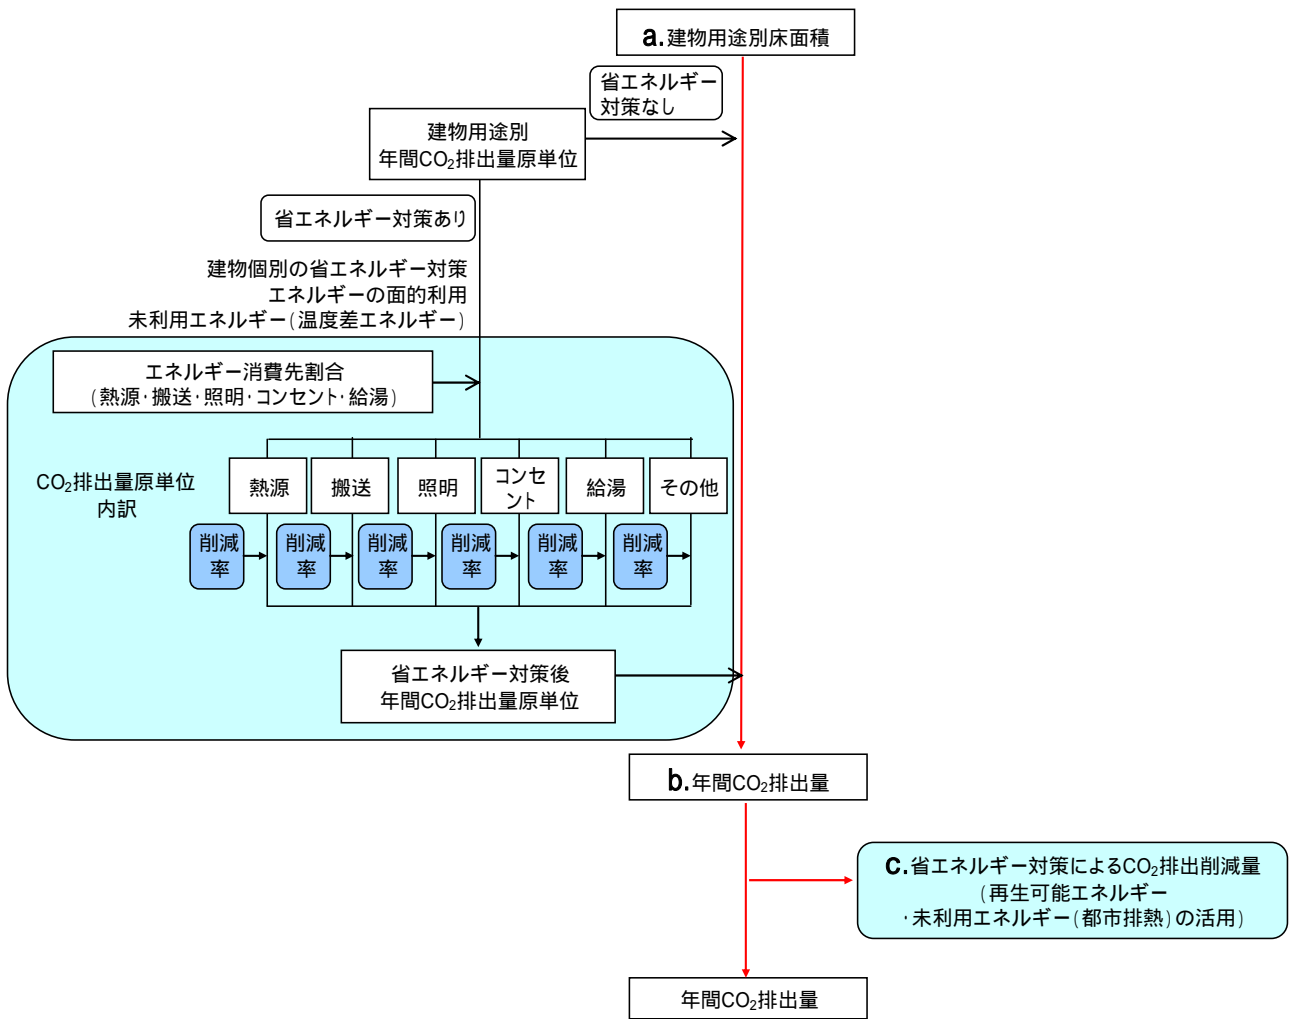 a.建物用途別床面積
省エネルギー
対策なし
建物用途別
年間CO₂排出量原単位
省エネルギー対策あり
建物個別の省エネルギー対策
エネルギーの面的利用
未利用エネルギー(温度差エネルギー)
エネルギー消費先割合
(熱源・搬送・照明・コンセント・給湯)
CO₂排出量原単位
内訳
熱源
搬送
照明
コンセ
ント
給湯
その他
削減
率
削減
率
削減
率
削減
率
削減
率
削減
率
省エネルギー対策後
年間CO₂排出量原単位
b.年間CO₂排出量
c.省エネルギー対策によるCO₂排出削減量
(再生可能エネルギー
・未利用エネルギー(都市排熱)の活用)
年間CO₂排出量